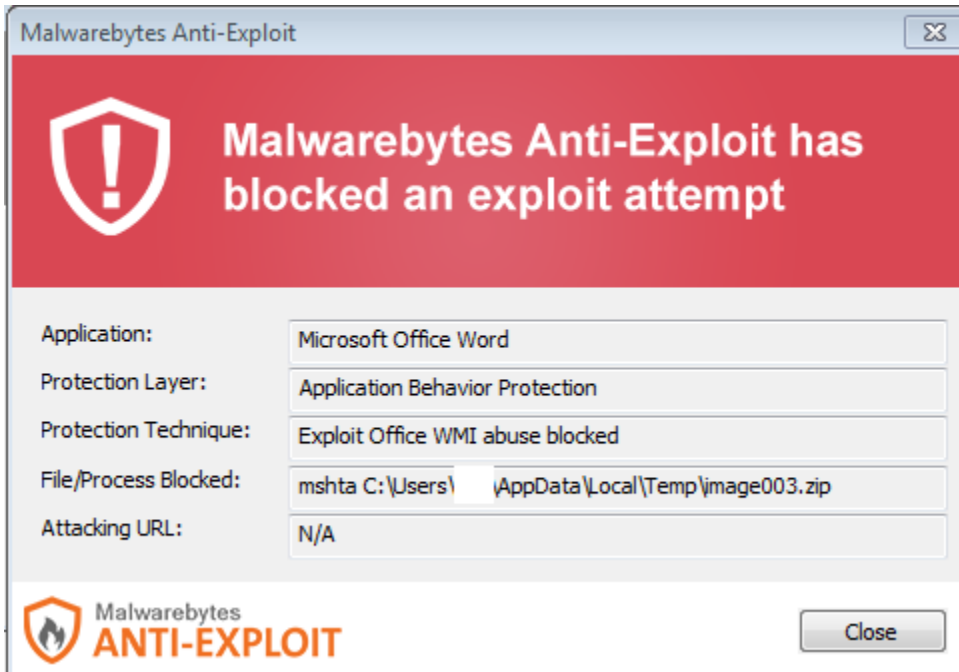 Malwarebytes Anti-Exploit
Malwarebytes Anti-Exploit has
blocked an exploit attempt
Application: Microsoft Office Word
Protection Layer: Application Behavior Protection
Protection Technique: Exploit Office WMI abuse blocked
File/Process Blocked: mshta C:\Users\ \AppData\Local\Temp\image003.zip
Attacking URL: N/A
Malwarebytes
ANTI-EXPLOIT
Close